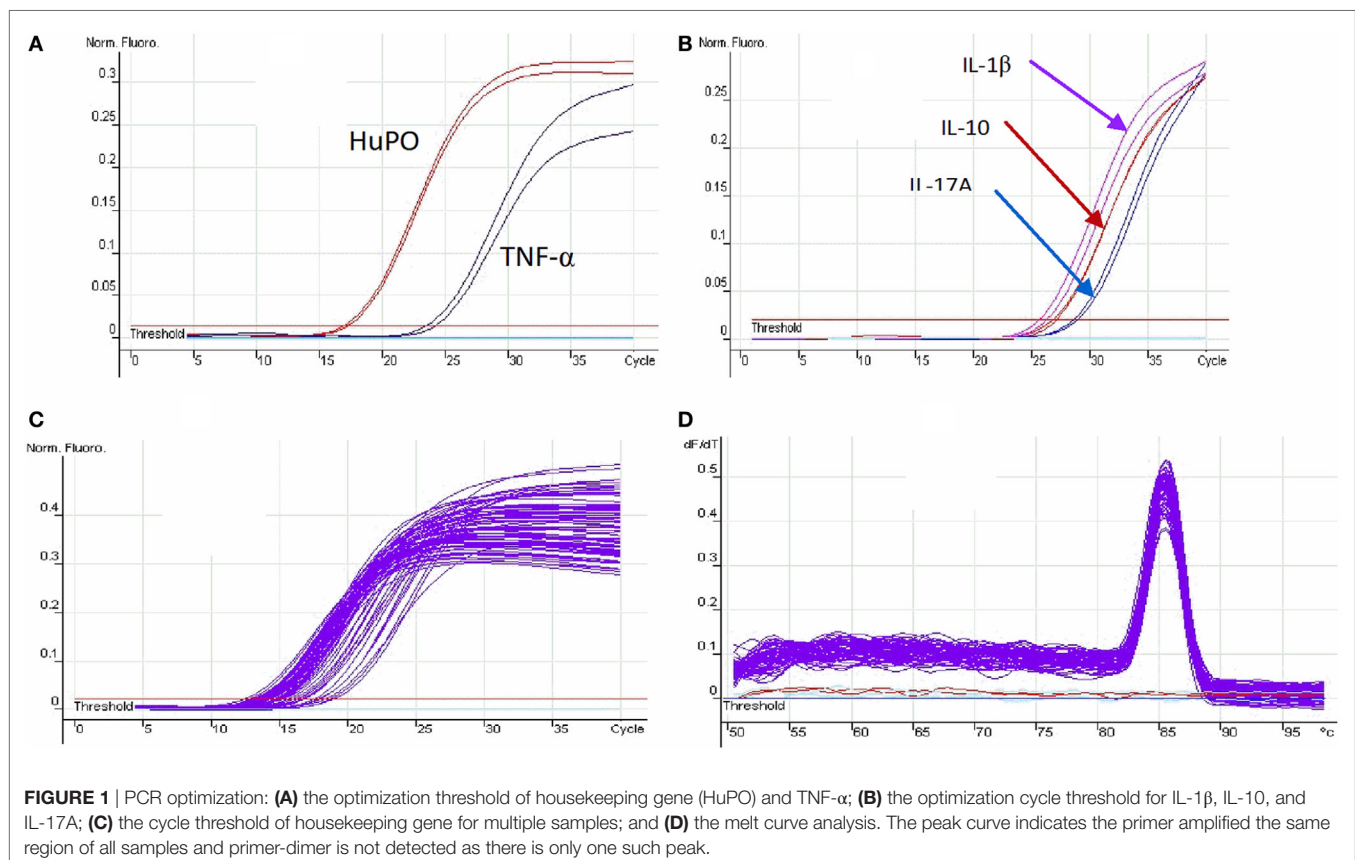 A
Norm. Fluoro.
0.3
0.25
0.2
0.15
0.1
0.05
0
HuPO
TNF-α
Threshold
0 5 10 15 20 25 30 35 Cycle
B
Norm. Fluoro.
0.25
0.2
0.15
0.1
0.05
0
IL-1β
IL-10
IL-17A
Threshold
0 5 10 15 20 25 30 35 Cycle
C
Norm. Fluoro.
0.4
0.3
0.2
0.1
0
Threshold
0 5 10 15 20 25 30 35 Cycle
D
dF/dT
0.5
0.4
0.3
0.2
0.1
0
Threshold
50 55 60 65 70 75 80 85 90 95 °c
FIGURE 1 | PCR optimization: (A) the optimization threshold of housekeeping gene (HuPO) and TNF-α; (B) the optimization cycle threshold for IL-1β, IL-10, and
IL-17A; (C) the cycle threshold of housekeeping gene for multiple samples; and (D) the melt curve analysis. The peak curve indicates the primer amplified the same
region of all samples and primer-dimer is not detected as there is only one such peak.